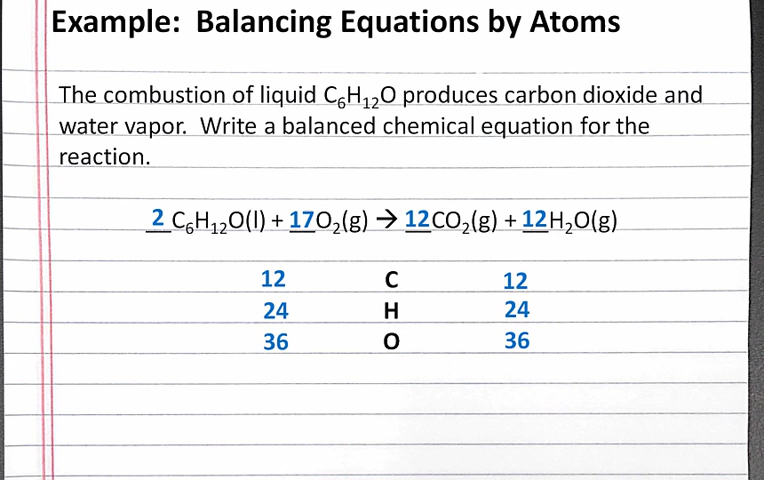 Example: Balancing Equations by Atoms
The combustion of liquid C₆H₁₂O produces carbon dioxide and
water vapor. Write a balanced chemical equation for the
reaction.
2 C₆H₁₂O(l) + 17O₂(g) → 12CO₂(g) + 12H₂O(g)
12 C 12
24 H 24
36 O 36